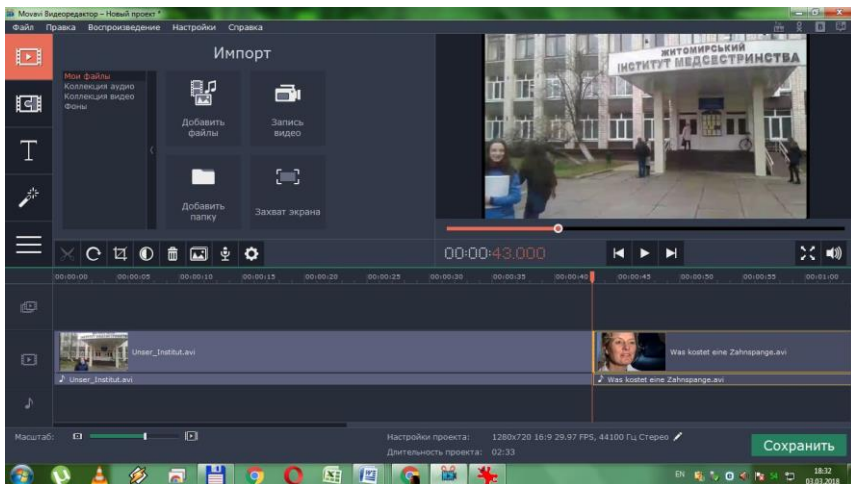 Movavi Видеоредактор – Новый проект *
Файл Правка Воспроизведение Настройки Справка
Импорт
Мои файлы
Коллекция аудио
Коллекция видео
Фоны
Добавить
файлы
Запись
видео
Добавить
папку
Захват экрана
ЖИТОМИРСЬКИЙ
ІНСТИТУТ МЕДСЕСТРИНСТВА
00:00:43.000
00:00:00 00:00:05 00:00:10 00:00:15 00:00:20 00:00:25 00:00:30 00:00:35 00:00:40 00:00:45 00:00:50 00:00:55 00:01:00
Unser_Institut.avi
Was kostet eine Zahnspange.avi
Unser_Institut.avi
Was kostet eine Zahnspange.avi
Масштаб:
Настройки проекта: 1280x720 16:9 29.97 FPS, 44100 Гц Стерео
Длительность проекта: 02:33
Сохранить
EN
54
18:32
03.03.2018